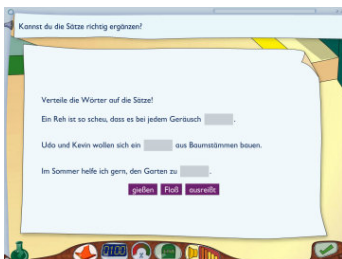 Kannst du die Sätze richtig ergänzen?
Verteile die Wörter auf die Sätze!
Ein Reh ist so scheu, dass es bei jedem Geräusch .
Udo und Kevin wollen sich ein aus Baumstämmen bauen.
Im Sommer helfe ich gern, den Garten zu .
gießen Floß ausreißt
0100